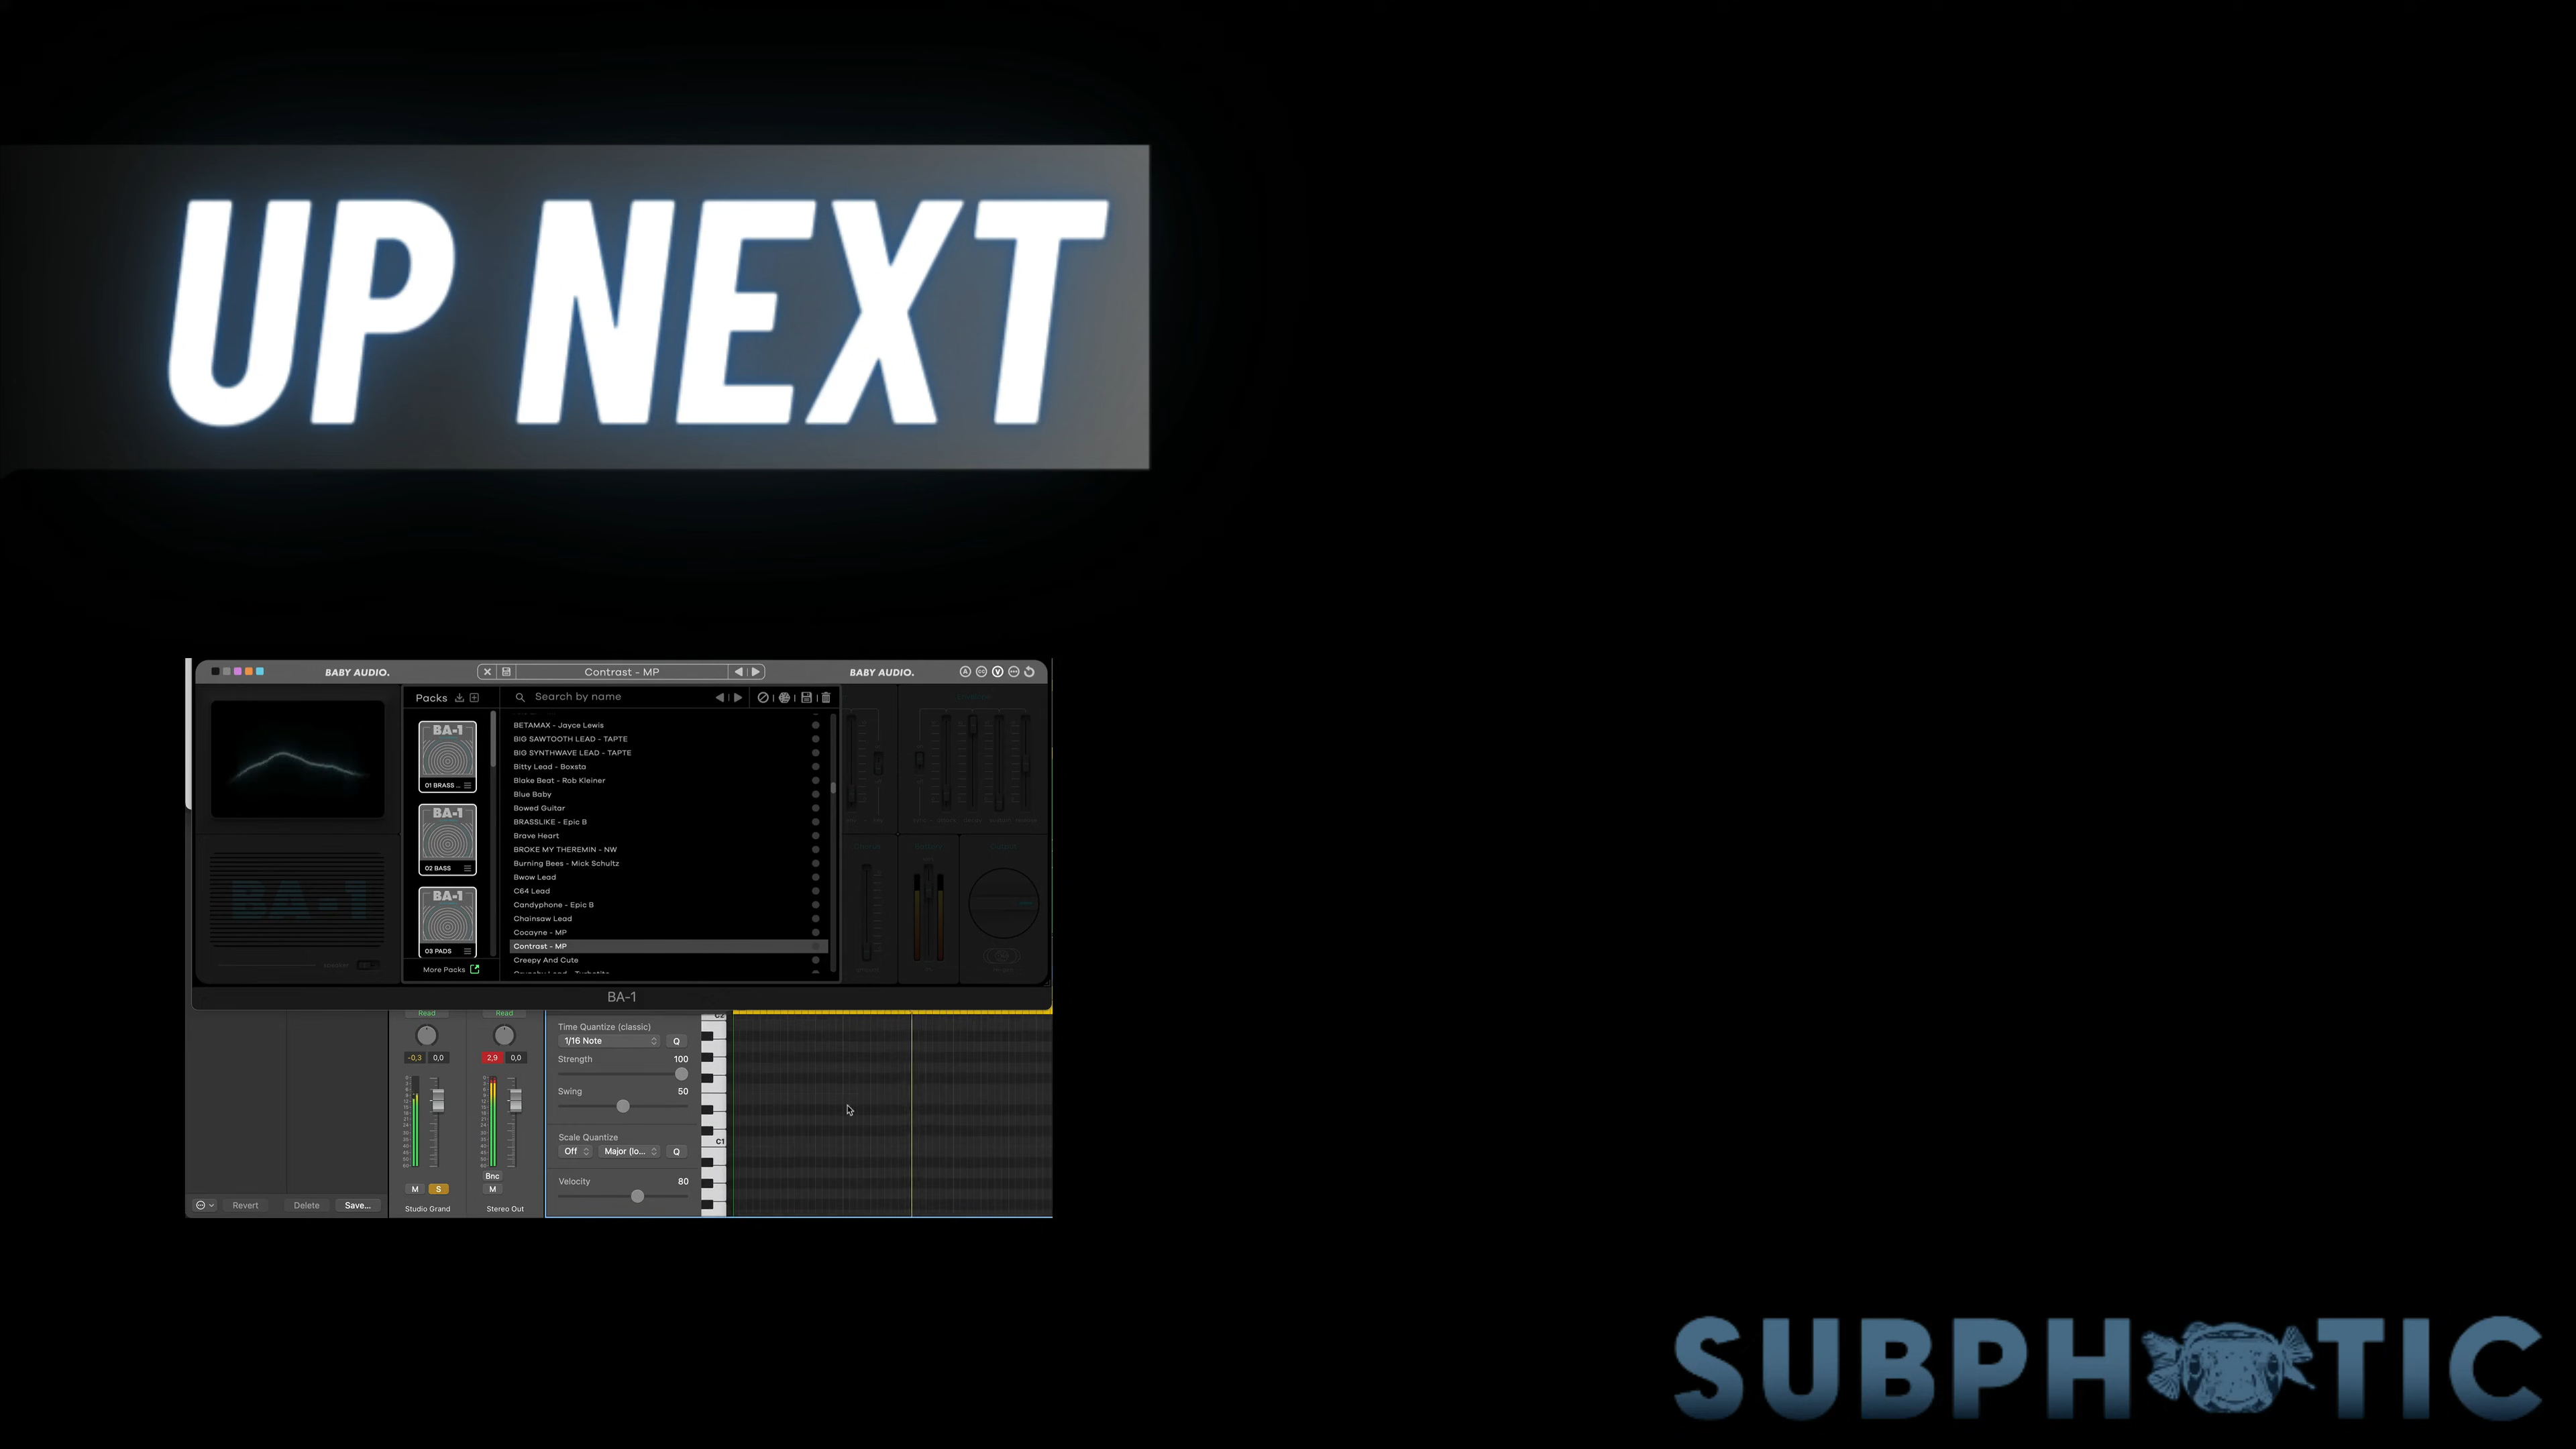 UP NEXT
BABY AUDIO.
Contrast - MP
BABY AUDIO.
Packs
Search by name
BA-1
01 BRASS ...
BA-1
02 BASS
BA-1
03 PADS
More Packs
BETAMAX - Jayce Lewis
BIG SAWTOOTH LEAD - TAPTE
BIG SYNTHWAVE LEAD - TAPTE
Bitty Lead - Boxsta
Blake Beat - Rob Kleiner
Blue Baby
Bowed Guitar
BRASSLIKE - Epic B
Brave Heart
BROKE MY THEREMIN - NW
Burning Bees - Mick Schultz
Bwow Lead
C64 Lead
Candyphone - Epic B
Chainsaw Lead
Cocayne - MP
Contrast - MP
Creepy And Cute
BA-1
BA-1
Read
Read
-0,3 0,0
2,9 0,0
Bnc
M S
M
Studio Grand
Stereo Out
Revert
Delete
Save...
Time Quantize (classic)
1/16 Note Q
Strength 100
Swing 50
Scale Quantize
Off Major (lo... Q
Velocity 80
C1
SUBPHOTIC